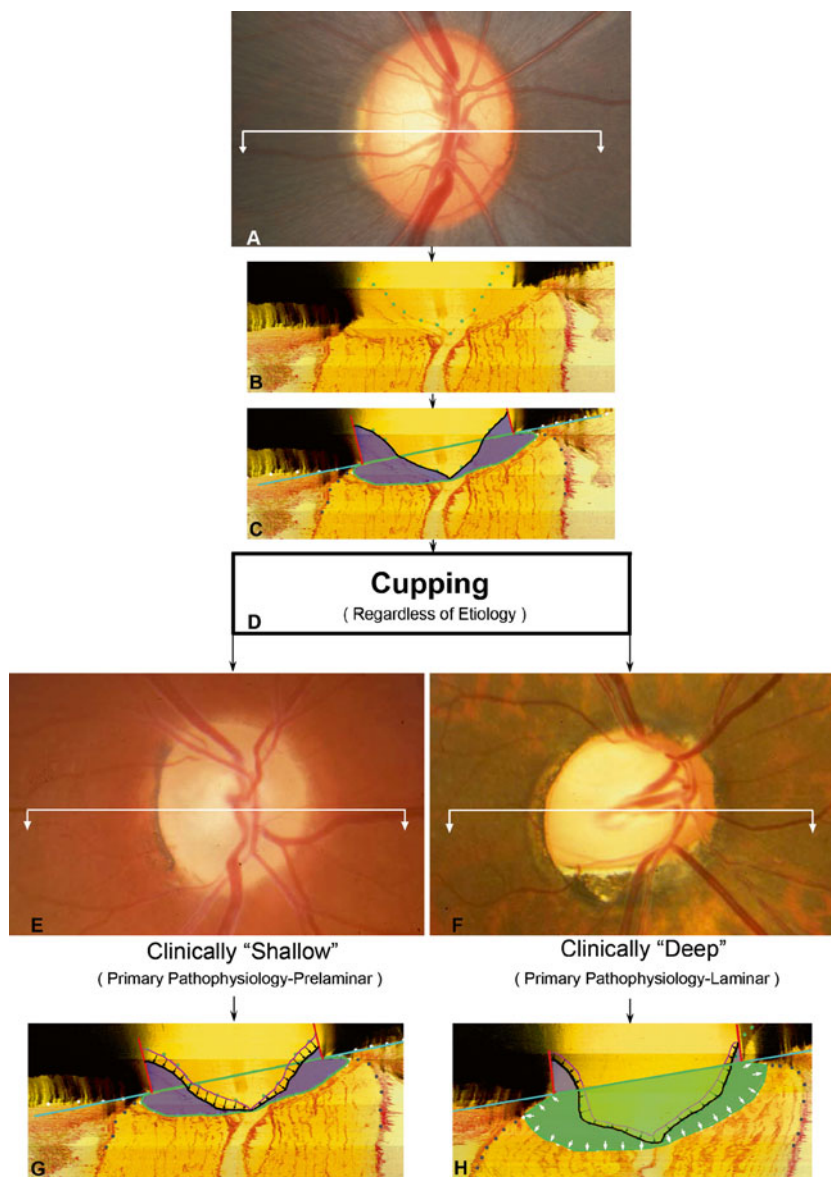 A
B
C
Cupping
( Regardless of Etiology )
D
E
F
Clinically “Shallow”
( Primary Pathophysiology-Prelaminar )
Clinically “Deep”
( Primary Pathophysiology-Laminar )
G
H